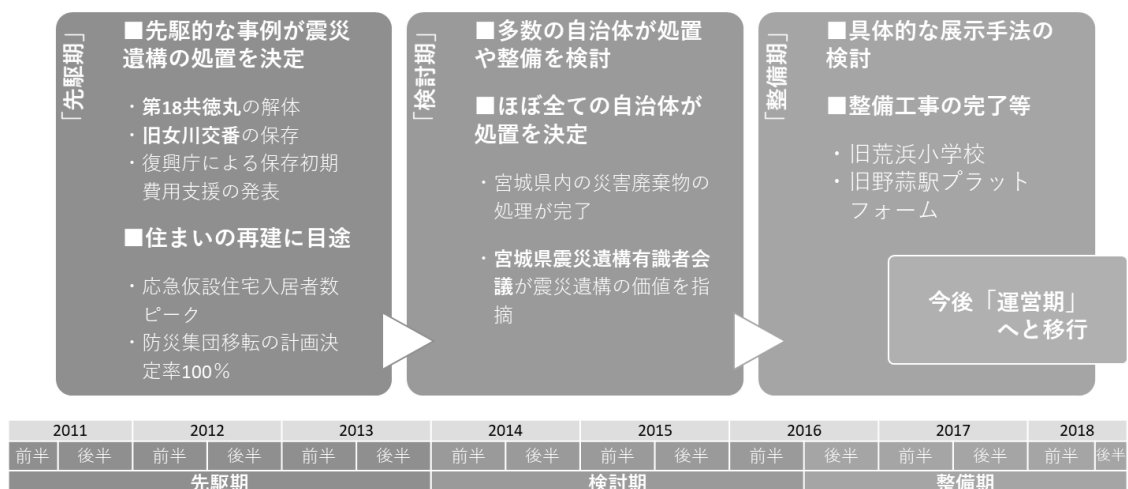 「先駆期」
■先駆的な事例が震災
遺構の処置を決定
・第18共徳丸の解体
・旧女川交番の保存
・復興庁による保存初期
費用支援の発表
■住まいの再建に目途
・応急仮設住宅入居者数
ピーク
・防災集団移転の計画決
定率100%
「検討期」
■多数の自治体が処置
や整備を検討
■ほぼ全ての自治体が
処置を決定
・宮城県内の災害廃棄物の
処理が完了
・宮城県震災遺構有識者会
議が震災遺構の価値を指
摘
「整備期」
■具体的な展示手法の
検討
■整備工事の完了等
・旧荒浜小学校
・旧野蒜駅プラット
フォーム
今後「運営期」
へと移行
2011 2012 2013 2014 2015 2016 2017 2018
前半 後半 前半 後半 前半 後半 前半 後半 前半 後半 前半 後半 前半 後半 前半 後半
先駆期 検討期 整備期